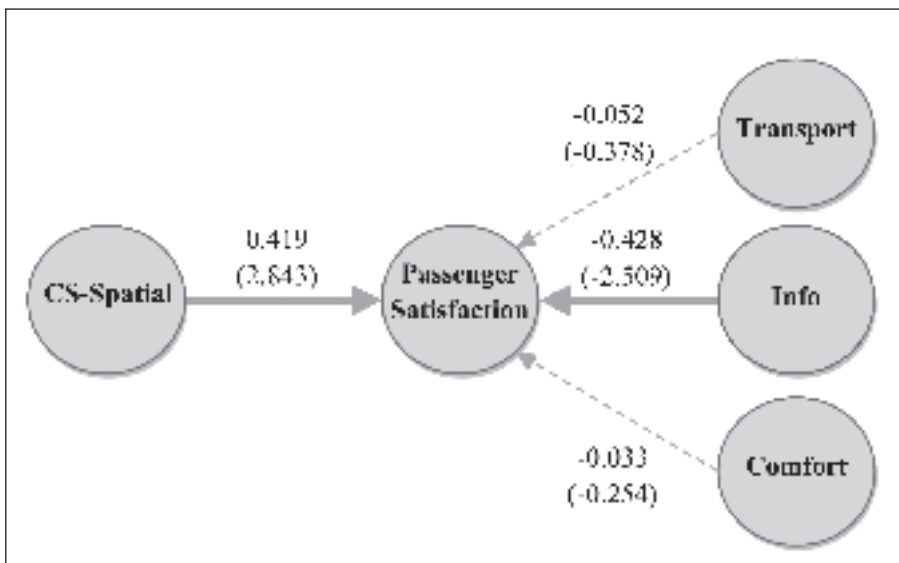 -0.052
(-0.378)
Transport
0.419
(2.843)
CS-Spatial
Passenger
Satisfaction
-0.428
(-2.509)
Info
-0.033
(-0.254)
Comfort